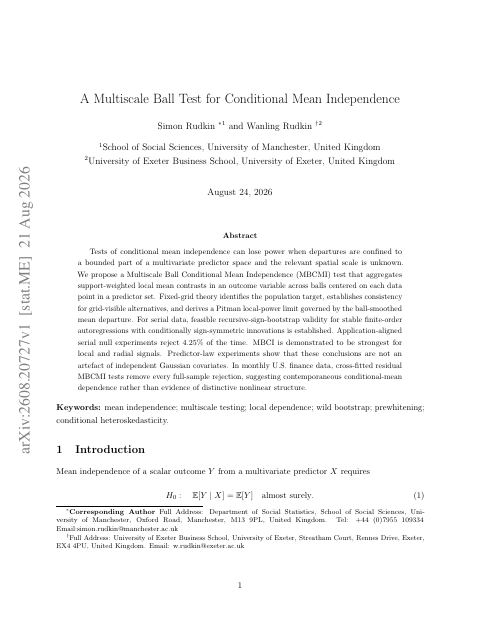 A Multiscale Ball Test for Conditional Mean Independence
Simon Rudkin *1 and Wanling Rudkin †2
1School of Social Sciences, University of Manchester, United Kingdom
2University of Exeter Business School, University of Exeter, United Kingdom
August 24, 2026
arXiv:2608.20727v1 [stat.ME] 21 Aug 2026
Abstract
Tests of conditional mean independence can lose power when departures are confined to
a bounded part of a multivariate predictor space and the relevant spatial scale is unknown.
We propose a Multiscale Ball Conditional Mean Independence (MBCMI) test that aggregates
support-weighted local mean contrasts in an outcome variable across balls centered on each data
point in a predictor set. Fixed-grid theory identifies the population target, establishes consistency
for grid-visible alternatives, and derives a Pitman local-power limit governed by the ball-smoothed
mean departure. For serial data, feasible recursive-sign-bootstrap validity for stable finite-order
autoregressions with conditionally sign-symmetric innovations is established. Application-aligned
serial null experiments reject 4.25% of the time. MBCI is demonstrated to be strongest for
local and radial signals. Predictor-law experiments show that these conclusions are not an
artefact of independent Gaussian covariates. In monthly U.S. finance data, cross-fitted residual
MBCMI tests remove every full-sample rejection, suggesting contemporaneous conditional-mean
dependence rather than evidence of distinctive nonlinear structure.
Keywords: mean independence; multiscale testing; local dependence; wild bootstrap; prewhitening;
conditional heteroskedasticity.
1 Introduction
Mean independence of a scalar outcome Y from a multivariate predictor X requires
H0 : 𝔼[Y | X] = 𝔼[Y] almost surely. (1)
*Corresponding Author Full Address: Department of Social Statistics, School of Social Sciences, Uni-
versity of Manchester, Oxford Road, Manchester, M13 9PL, United Kingdom. Tel: +44 (0)7955 109334
Email:simon.rudkin@manchester.ac.uk
†Full Address: University of Exeter Business School, University of Exeter, Streatham Court, Rennes Drive, Exeter,
EX4 4PU, United Kingdom. Email: w.rudkin@exeter.ac.uk
1